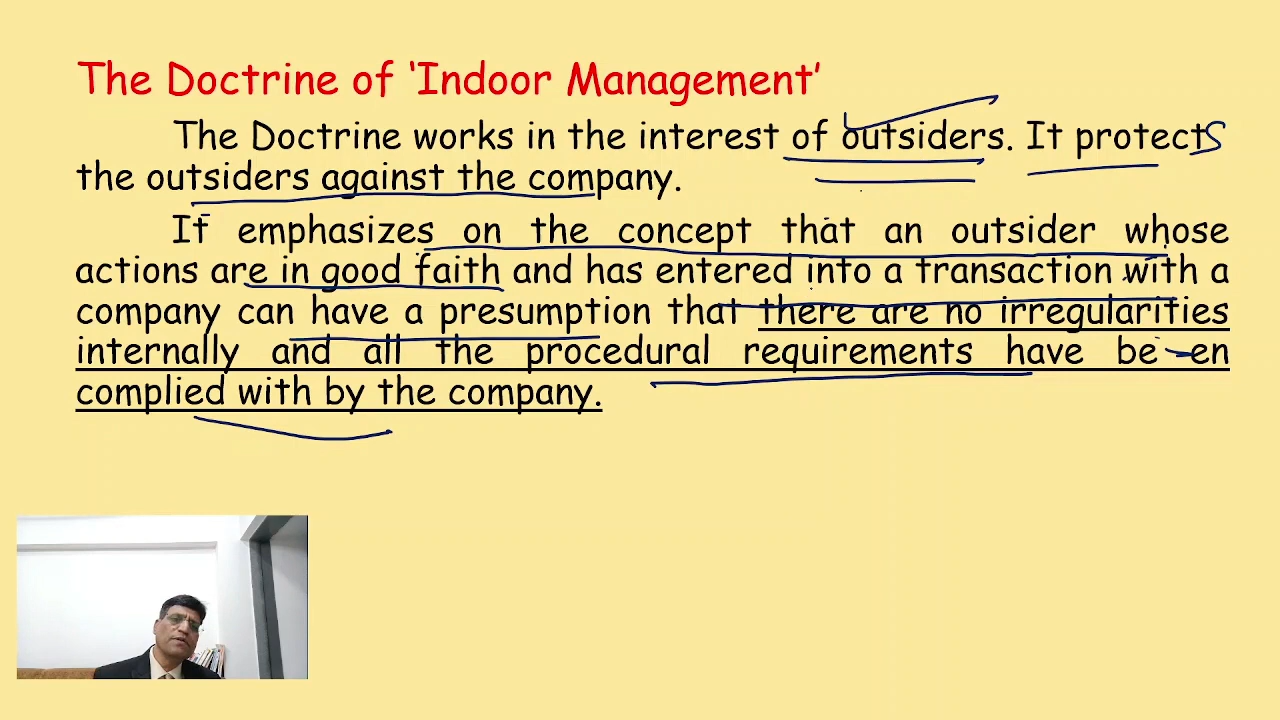 The Doctrine of ‘Indoor Management’
The Doctrine works in the interest of outsiders. It protects
the outsiders against the company.
It emphasizes on the concept that an outsider whose
actions are in good faith and has entered into a transaction with a
company can have a presumption that there are no irregularities
internally and all the procedural requirements have be en
complied with by the company.